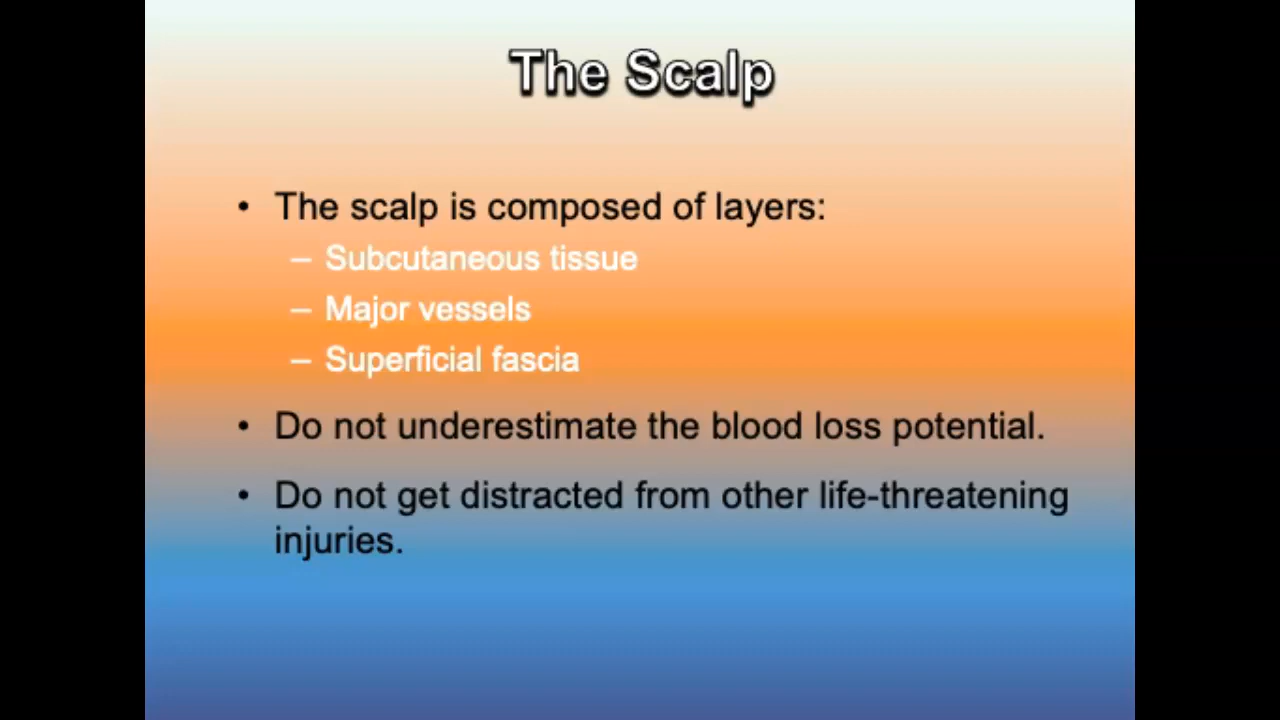 The Scalp
• The scalp is composed of layers:
– Subcutaneous tissue
– Major vessels
– Superficial fascia
• Do not underestimate the blood loss potential.
• Do not get distracted from other life-threatening
injuries.